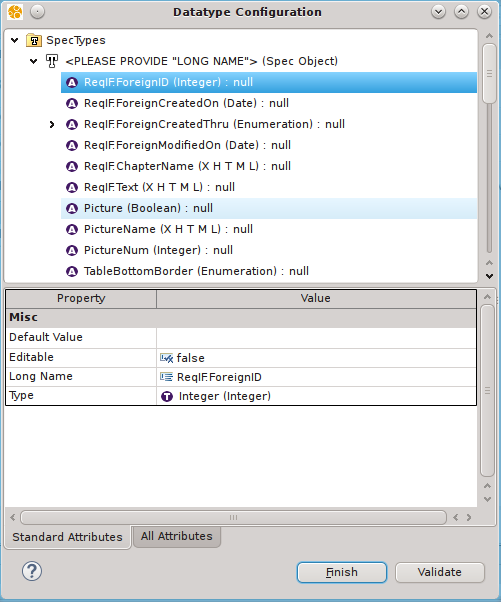 Datatype Configuration
SpecTypes
<PLEASE PROVIDE "LONG NAME"> (Spec Object)
A ReqIF.ForeignID (Integer) : null
A ReqIF.ForeignCreatedOn (Date) : null
A ReqIF.ForeignCreatedThru (Enumeration) : null
A ReqIF.ForeignModifiedOn (Date) : null
A ReqIF.ChapterName (X H T M L) : null
A ReqIF.Text (X H T M L) : null
A Picture (Boolean) : null
A PictureName (X H T M L) : null
A PictureNum (Integer) : null
A TableBottomBorder (Enumeration) : null
Property Value
Misc
Default Value
Editable false
Long Name ReqIF.ForeignID
Type T Integer (Integer)
Standard Attributes All Attributes
? Finish Validate